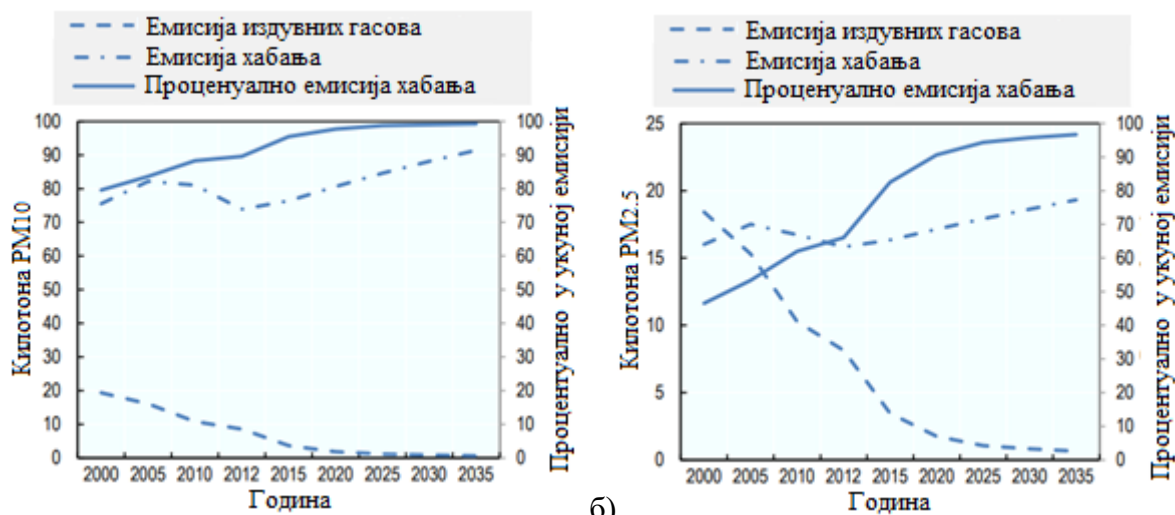 Емисија издувних гасова
Емисија хабања
Проценуално емисија хабања
Килотона PM10
100
90
80
70
60
50
40
30
20
10
0
100
90
80
70
60
50
40
30
20
10
0
Процентуално у укуној емисији
2000 2005 2010 2012 2015 2020 2025 2030 2035
Година
б)
Емисија издувних гасова
Емисија хабања
Проценуално емисија хабања
Килотона PM2.5
25
20
15
10
5
0
100
90
80
70
60
50
40
30
20
10
0
Процентуално у укуној емисији
2000 2005 2010 2012 2015 2020 2025 2030 2035
Година